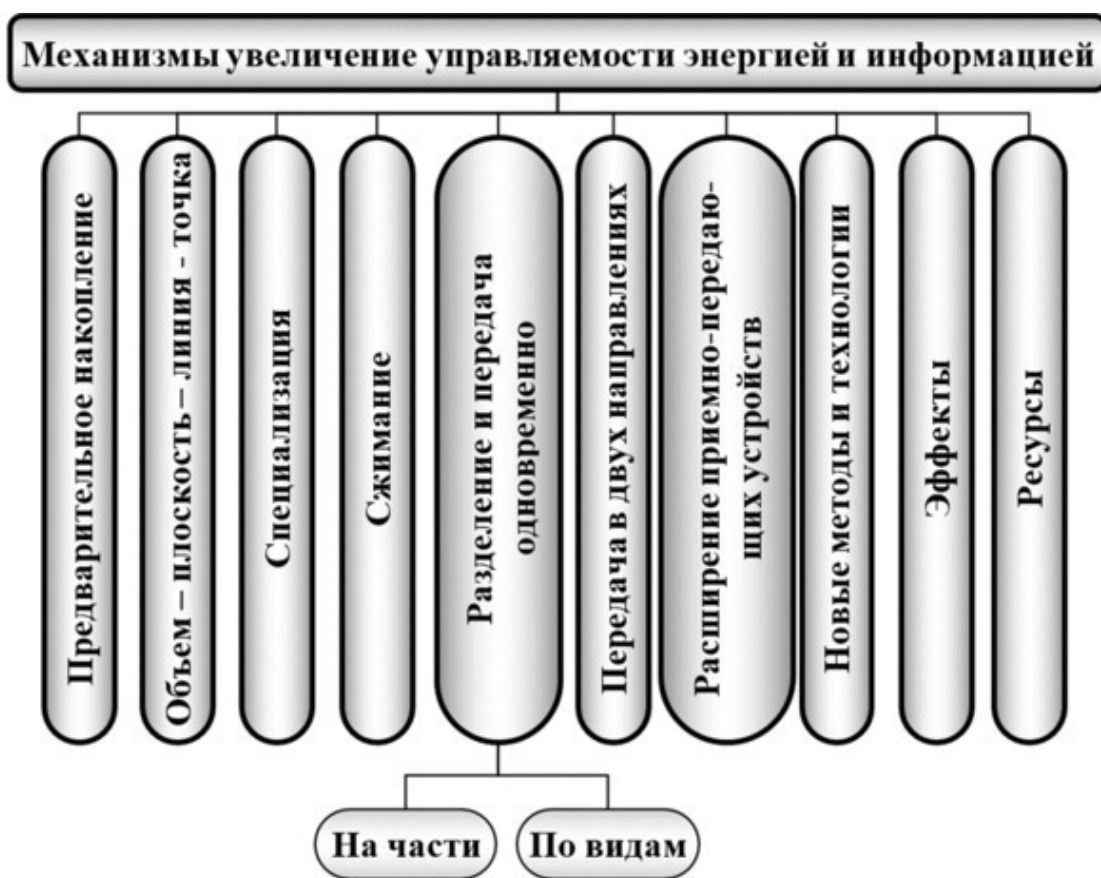 Механизмы увеличение управляемости энергией и информацией
Предварительное накопление
Объем – плоскость – линия - точка
Специализация
Сжимание
Разделение и передача
одновременно
Передача в двух направлениях
Расширение приемно-передаю-
щих устройств
Новые методы и технологии
Эффекты
Ресурсы
На части
По видам